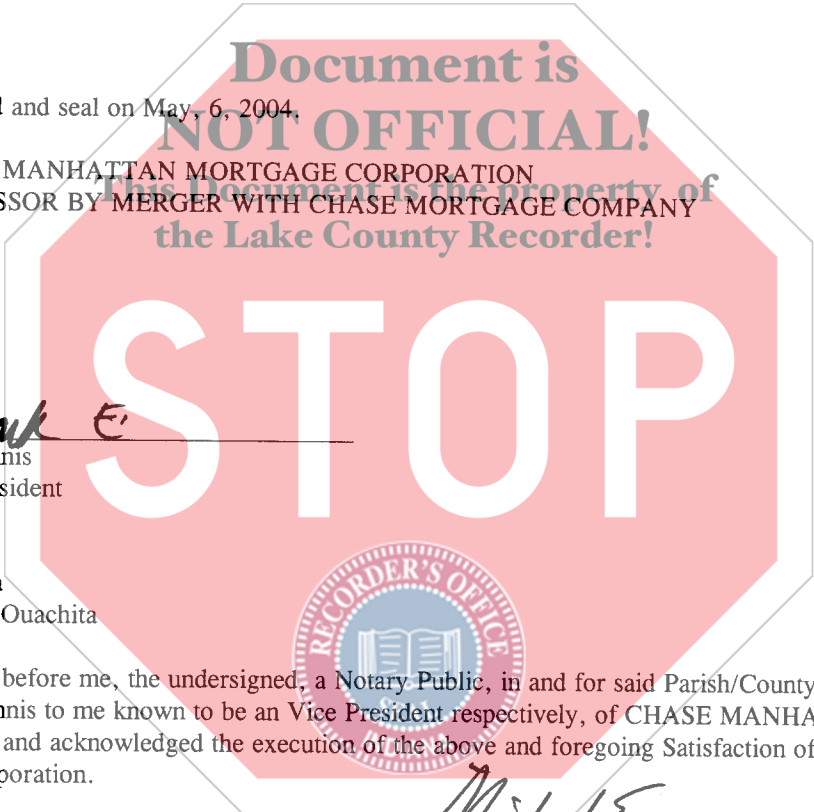 Document is
and seal on May, 6, 2004.
NOT OFFICIAL!
MANHATTAN MORTGAGE CORPORATION
This Document is the property of
SSOR BY MERGER WITH CHASE MORTGAGE COMPANY
the Lake County Recorder!
STOP
E.
nnis
sident
Ouachita
RECORDER'S OFFICE
before me, the undersigned, a Notary Public, in and for said Parish/County
nnis to me known to be an Vice President respectively, of CHASE MANHA
SEAL
and acknowledged the execution of the above and foregoing Satisfaction of
INDIANA
poration.